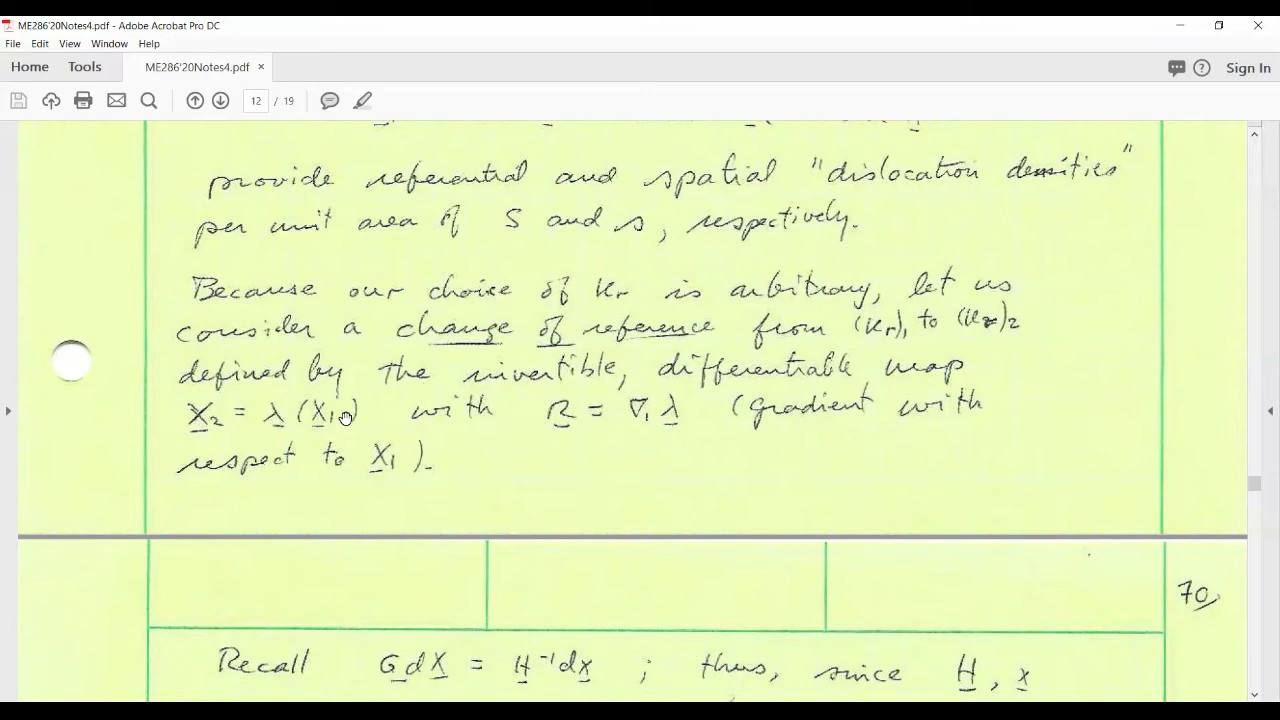 ME286'20Notes4.pdf - Adobe Acrobat Pro DC
File Edit View Window Help
Home Tools ME286'20Notes4.pdf × Sign In
12 / 19
provide referential and spatial "dislocation densities"
per unit area of S and s, respectively.
Because our choice of κr is arbitrary, let us
consider a change of reference from (κr)₁ to (κr)₂
defined by the invertible, differentiable map
X₂ = λ(X₁) with R = ∇₁λ (gradient with
respect to X₁).
70
Recall G dX = H⁻¹dx ; thus, since H, x